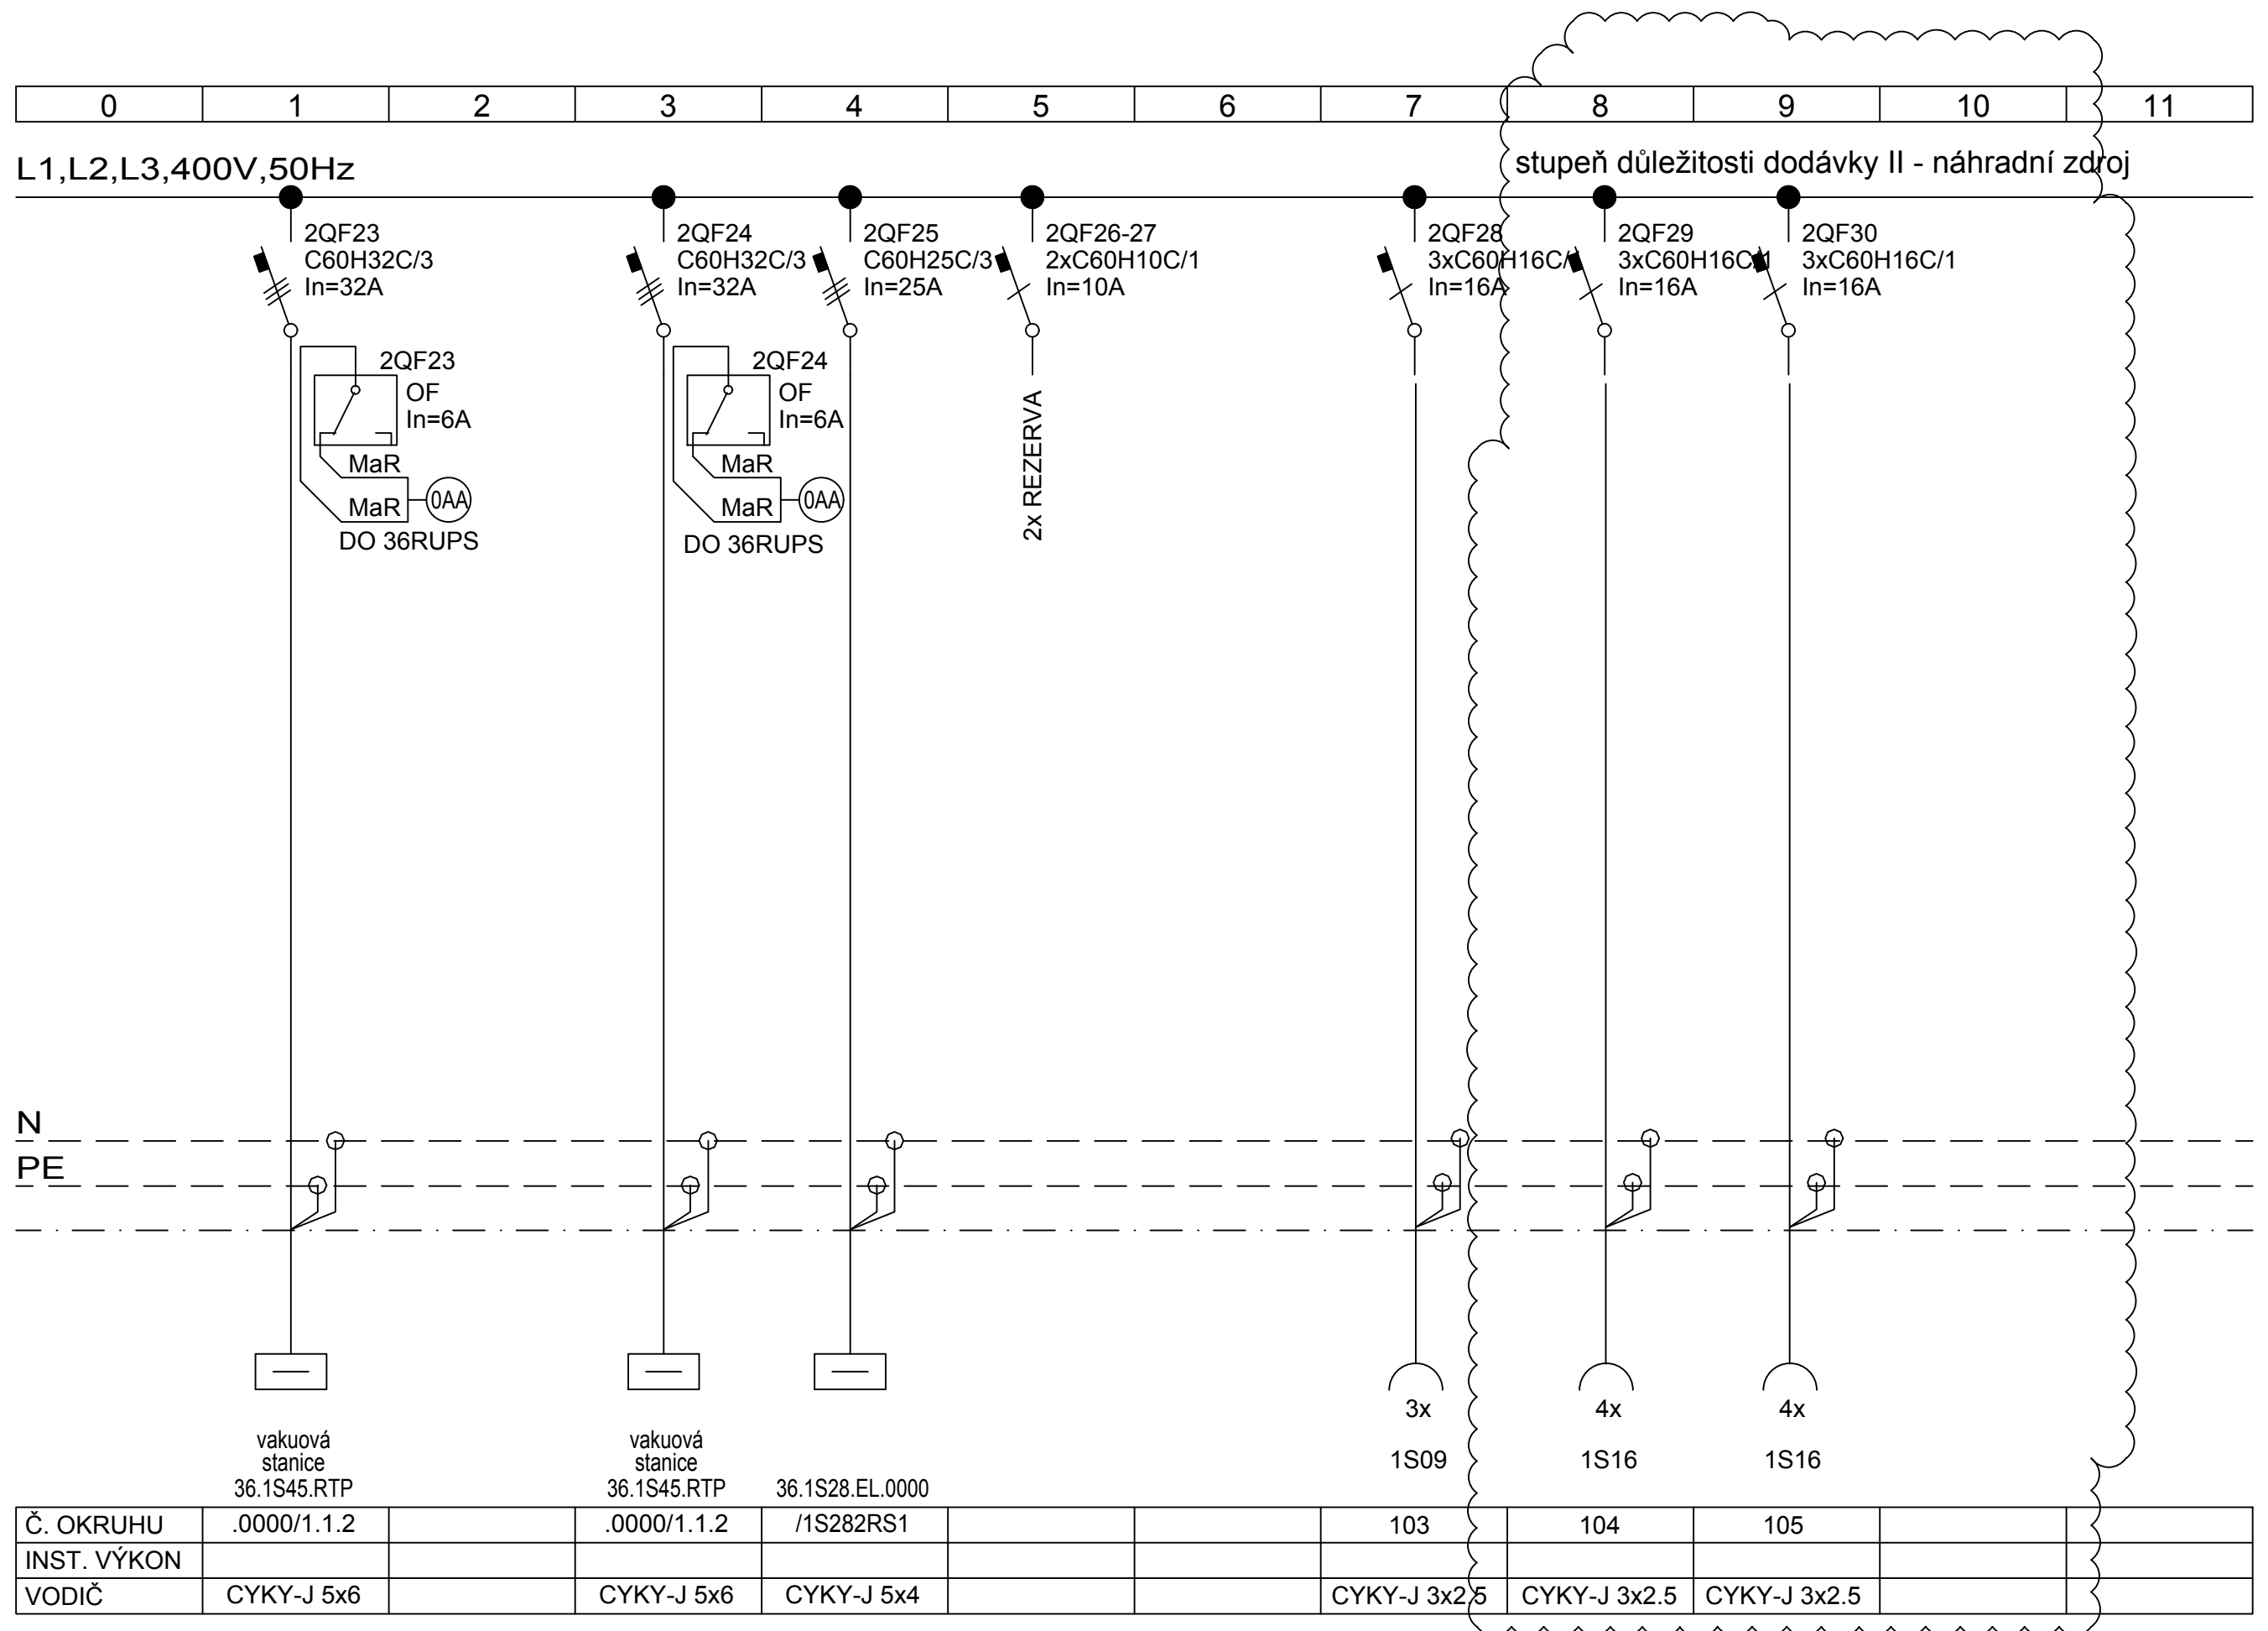 0 1 2 3 4 5 6 7 8 9 10 11
L1,L2,L3,400V,50Hz
stupeň důležitosti dodávky II - náhradní zdroj
2QF23
C60H32C/3
In=32A
2QF24
C60H32C/3
In=32A
2QF25
C60H25C/3
In=25A
2QF26-27
2xC60H10C/1
In=10A
2QF28
3xC60H16C/1
In=16A
2QF29
3xC60H16C/1
In=16A
2QF30
3xC60H16C/1
In=16A
2QF23
OF
In=6A
MaR
MaR
0AA
DO 36RUPS
2QF24
OF
In=6A
MaR
MaR
0AA
DO 36RUPS
2x REZERVA
N
PE
vakuová
stanice
36.1S45.RTP
vakuová
stanice
36.1S45.RTP
36.1S28.EL.0000
3x
1S09
4x
1S16
4x
1S16
Č. OKRUHU .0000/1.1.2 .0000/1.1.2 /1S282RS1 103 104 105
INST. VÝKON
VODIČ CYKY-J 5x6 CYKY-J 5x6 CYKY-J 5x4 CYKY-J 3x2.5 CYKY-J 3x2.5 CYKY-J 3x2.5